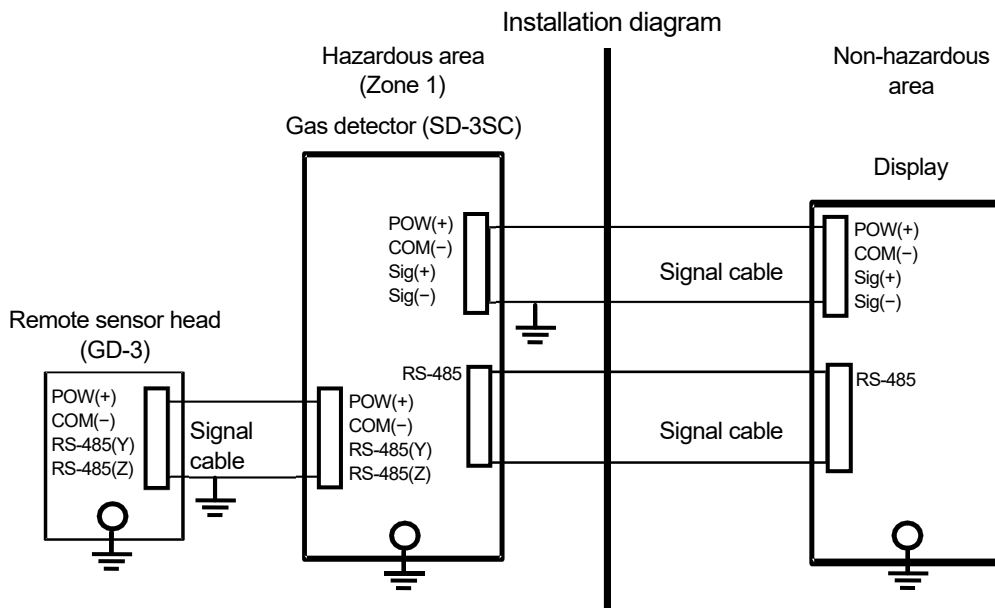 Installation diagram
Hazardous area
(Zone 1)
Non-hazardous
area
Gas detector (SD-3SC)
Display
POW(+)
COM(−)
Sig(+)
Sig(−)
Signal cable
POW(+)
COM(−)
Sig(+)
Sig(−)
Remote sensor head
(GD-3)
POW(+)
COM(−)
RS-485(Y)
RS-485(Z)
Signal
cable
POW(+)
COM(−)
RS-485(Y)
RS-485(Z)
RS-485
Signal cable
RS-485